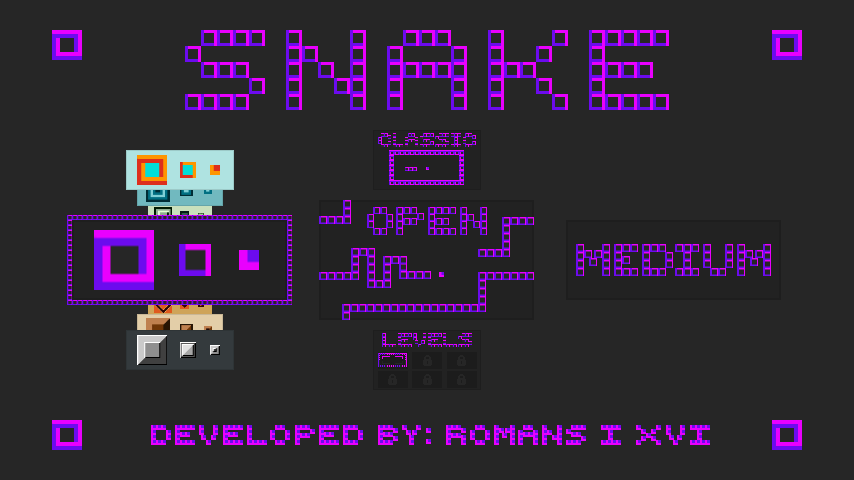 SNAKE
CLASSIC
OPEN
MEDIUM
LEVELS
DEVELOPED BY: ROMANS I XVI